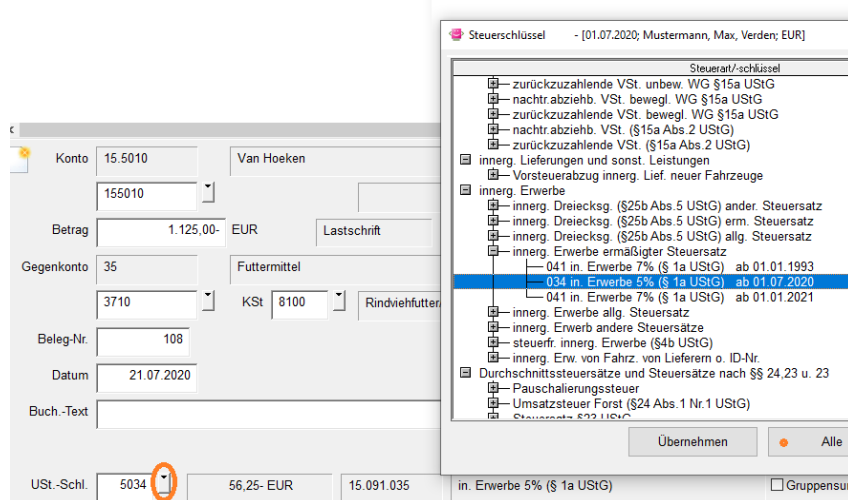 Steuerschlüssel - [01.07.2020; Mustermann, Max, Verden; EUR]
Steuerart/-schlüssel
zurückzuzahlende VSt. unbew. WG §15a UStG
nachtr.abziehb. VSt. bewegl. WG §15a UStG
zurückzuzahlende VSt. bewegl. WG §15a UStG
nachtr.abziehb. VSt. (§15a Abs.2 UStG)
zurückzuzahlende VSt. (§15a Abs.2 UStG)
innerg. Lieferungen und sonst. Leistungen
Vorsteuerabzug innerg. Lief. neuer Fahrzeuge
innerg. Erwerbe
innerg. Dreiecksg. (§25b Abs.5 UStG) ander. Steuersatz
innerg. Dreiecksg. (§25b Abs.5 UStG) erm. Steuersatz
innerg. Dreiecksg. (§25b Abs.5 UStG) allg. Steuersatz
innerg. Erwerbe ermäßigter Steuersatz
041 in. Erwerbe 7% (§ 1a UStG) ab 01.01.1993
034 in. Erwerbe 5% (§ 1a UStG) ab 01.07.2020
041 in. Erwerbe 7% (§ 1a UStG) ab 01.01.2021
innerg. Erwerbe allg. Steuersatz
innerg. Erwerb andere Steuersätze
steuerfr. innerg. Erwerbe (§4b UStG)
innerg. Erw. von Fahrz. von Lieferern o. ID-Nr.
Durchschnittssteuersätze und Steuersätze nach §§ 24,23 u. 23
Pauschalierungssteuer
Umsatzsteuer Forst (§24 Abs.1 Nr.1 UStG)
Steuersatz §23 UStG
Übernehmen Alle
Konto 15.5010 Van Hoeken
155010
Betrag 1.125,00- EUR Lastschrift
Gegenkonto 35 Futtermittel
3710 KSt 8100 Rindviehfutter
Beleg-Nr. 108
Datum 21.07.2020
Buch.-Text
USt.-Schl. 5034 56,25- EUR 15.091.035 in. Erwerbe 5% (§ 1a UStG) Gruppensu